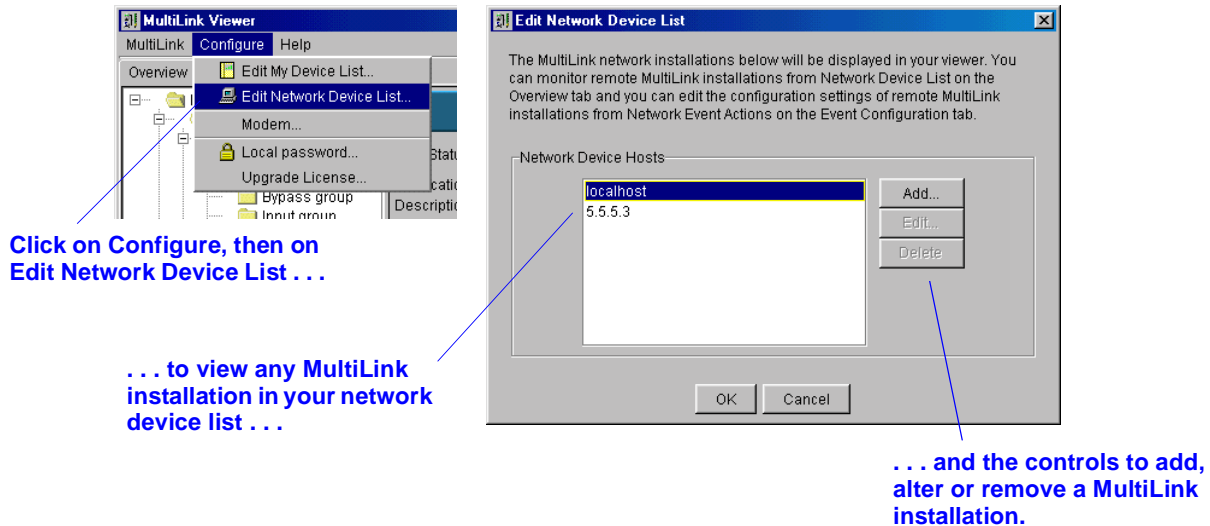 MultiLink Viewer
MultiLink Configure Help
Overview
Edit My Device List...
Edit Network Device List...
Modem...
Local password...
Upgrade License...
Bypass group
Input group
Click on Configure, then on
Edit Network Device List . . .
Edit Network Device List
The MultiLink network installations below will be displayed in your viewer. You
can monitor remote MultiLink installations from Network Device List on the
Overview tab and you can edit the configuration settings of remote MultiLink
installations from Network Event Actions on the Event Configuration tab.
Network Device Hosts
localhost
5.5.5.3
Add...
Edit...
Delete
OK Cancel
. . . to view any MultiLink
installation in your network
device list . . .
. . . and the controls to add,
alter or remove a MultiLink
installation.